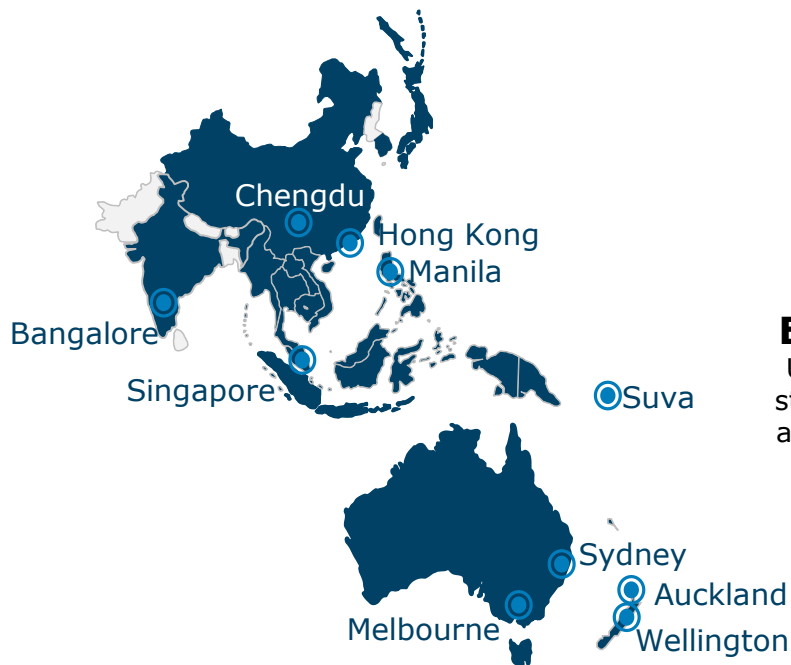 Chengdu
Hong Kong
Manila
Bangalore
Singapore
Suva
Sydney
Auckland
Melbourne
Wellington